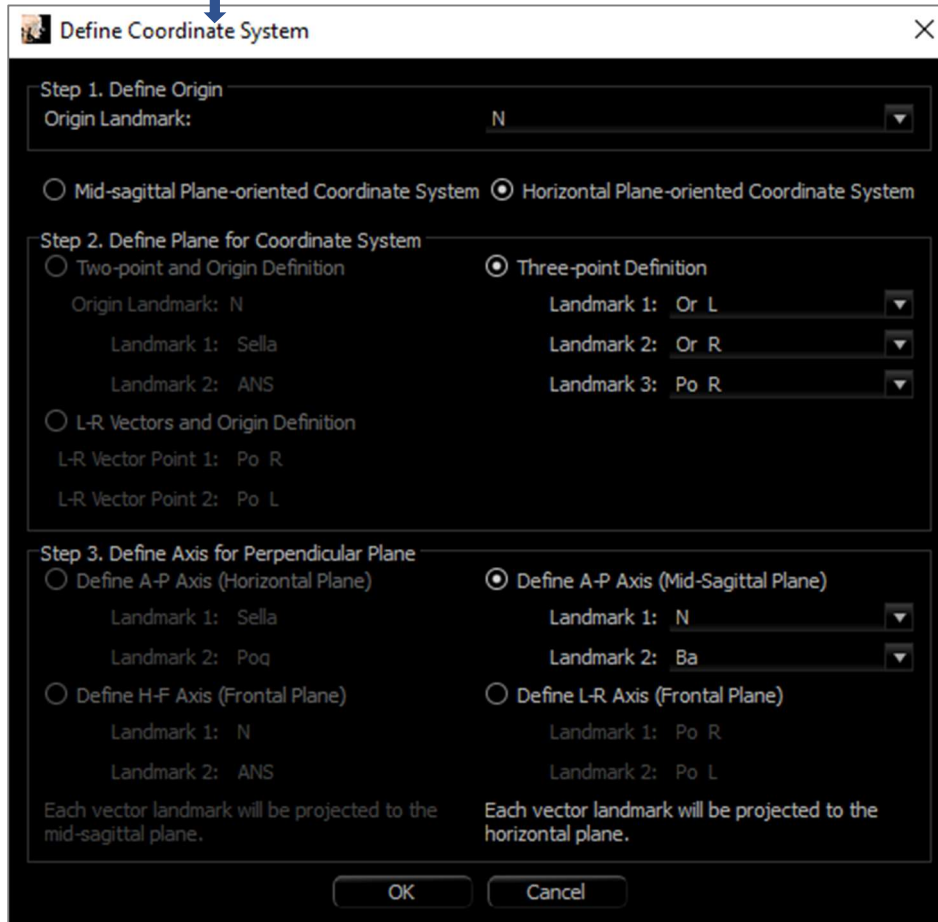 Define Coordinate System
Step 1. Define Origin
Origin Landmark: N
Mid-sagittal Plane-oriented Coordinate System Horizontal Plane-oriented Coordinate System
Step 2. Define Plane for Coordinate System
Two-point and Origin Definition Three-point Definition
Origin Landmark: N Landmark 1: Or L
Landmark 1: Sella Landmark 2: Or R
Landmark 2: ANS Landmark 3: Po R
L-R Vectors and Origin Definition
L-R Vector Point 1: Po R
L-R Vector Point 2: Po L
Step 3. Define Axis for Perpendicular Plane
Define A-P Axis (Horizontal Plane) Define A-P Axis (Mid-Sagittal Plane)
Landmark 1: Sella Landmark 1: N
Landmark 2: Pog Landmark 2: Ba
Define H-F Axis (Frontal Plane) Define L-R Axis (Frontal Plane)
Landmark 1: N Landmark 1: Po R
Landmark 2: ANS Landmark 2: Po L
Each vector landmark will be projected to the Each vector landmark will be projected to the
mid-sagittal plane. horizontal plane.
OK Cancel